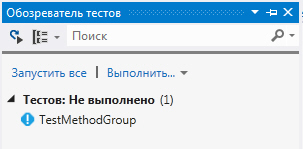 Обозреватель тестов
Поиск
Запустить все | Выполнить...
Тестов: Не выполнено (1)
TestMethodGroup